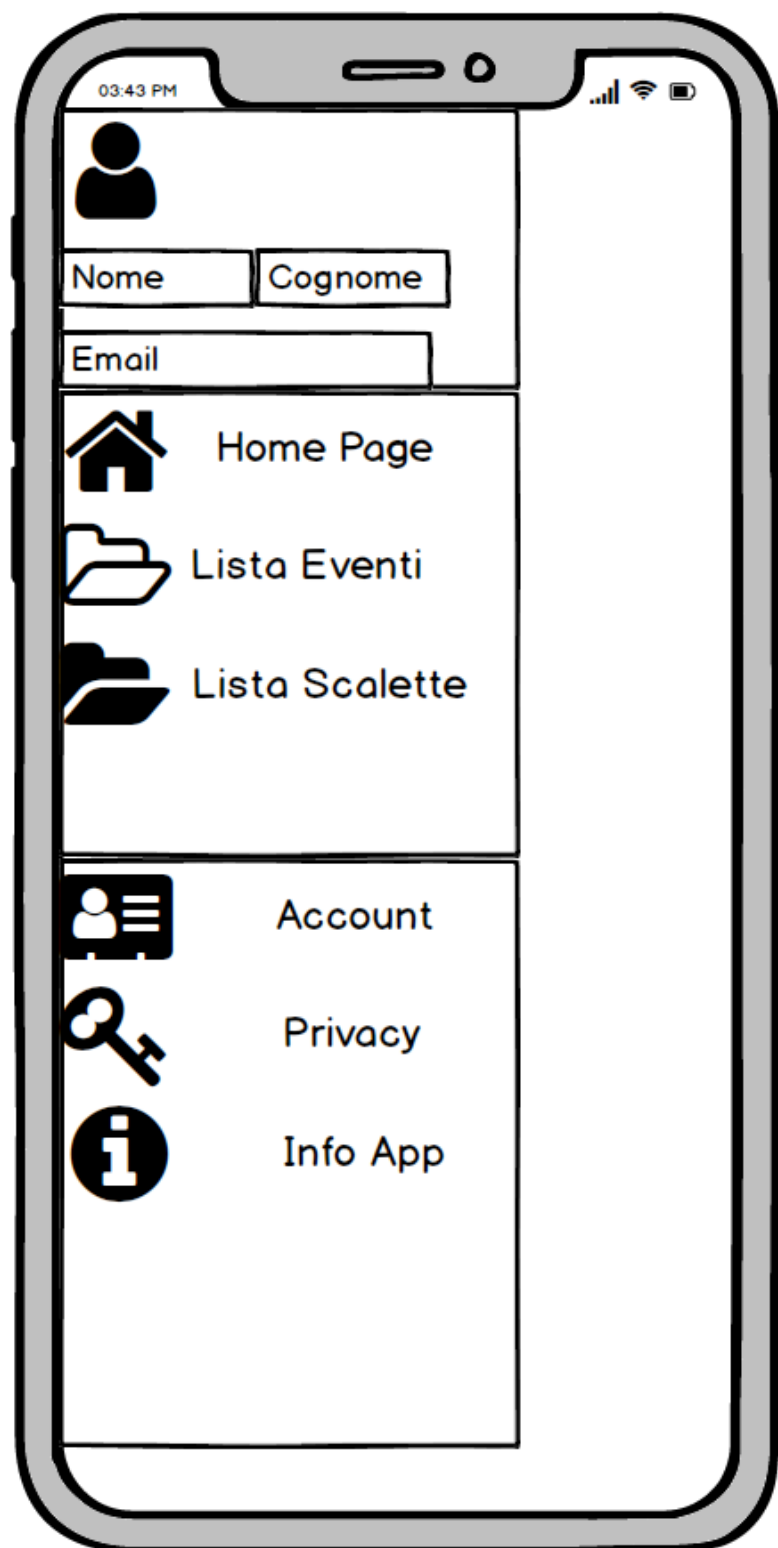 03:43 PM
Nome Cognome
Email
Home Page
Lista Eventi
Lista Scalette
Account
Privacy
Info App